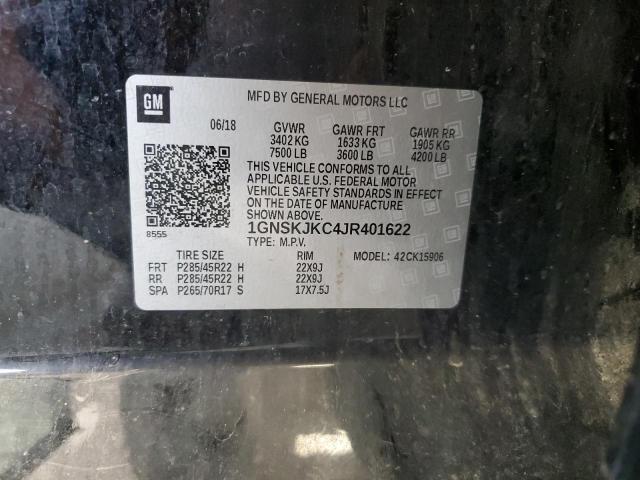 GM
MFD BY GENERAL MOTORS LLC
06/18 GVWR GAWR FRT GAWR RR
3402 KG 1633 KG 1905 KG
7500 LB 3600 LB 4200 LB
THIS VEHICLE CONFORMS TO ALL
APPLICABLE U.S. FEDERAL MOTOR
VEHICLE SAFETY STANDARDS IN EFFECT
ON THE DATE OF MANUFACTURE
SHOWN ABOVE.
8555 1GNSKJKC4JR401622
TYPE: M.P.V.
TIRE SIZE RIM MODEL: 42CK15906
FRT P285/45R22 H 22X9J
RR P285/45R22 H 22X9J
SPA P265/70R17 S 17X7.5J